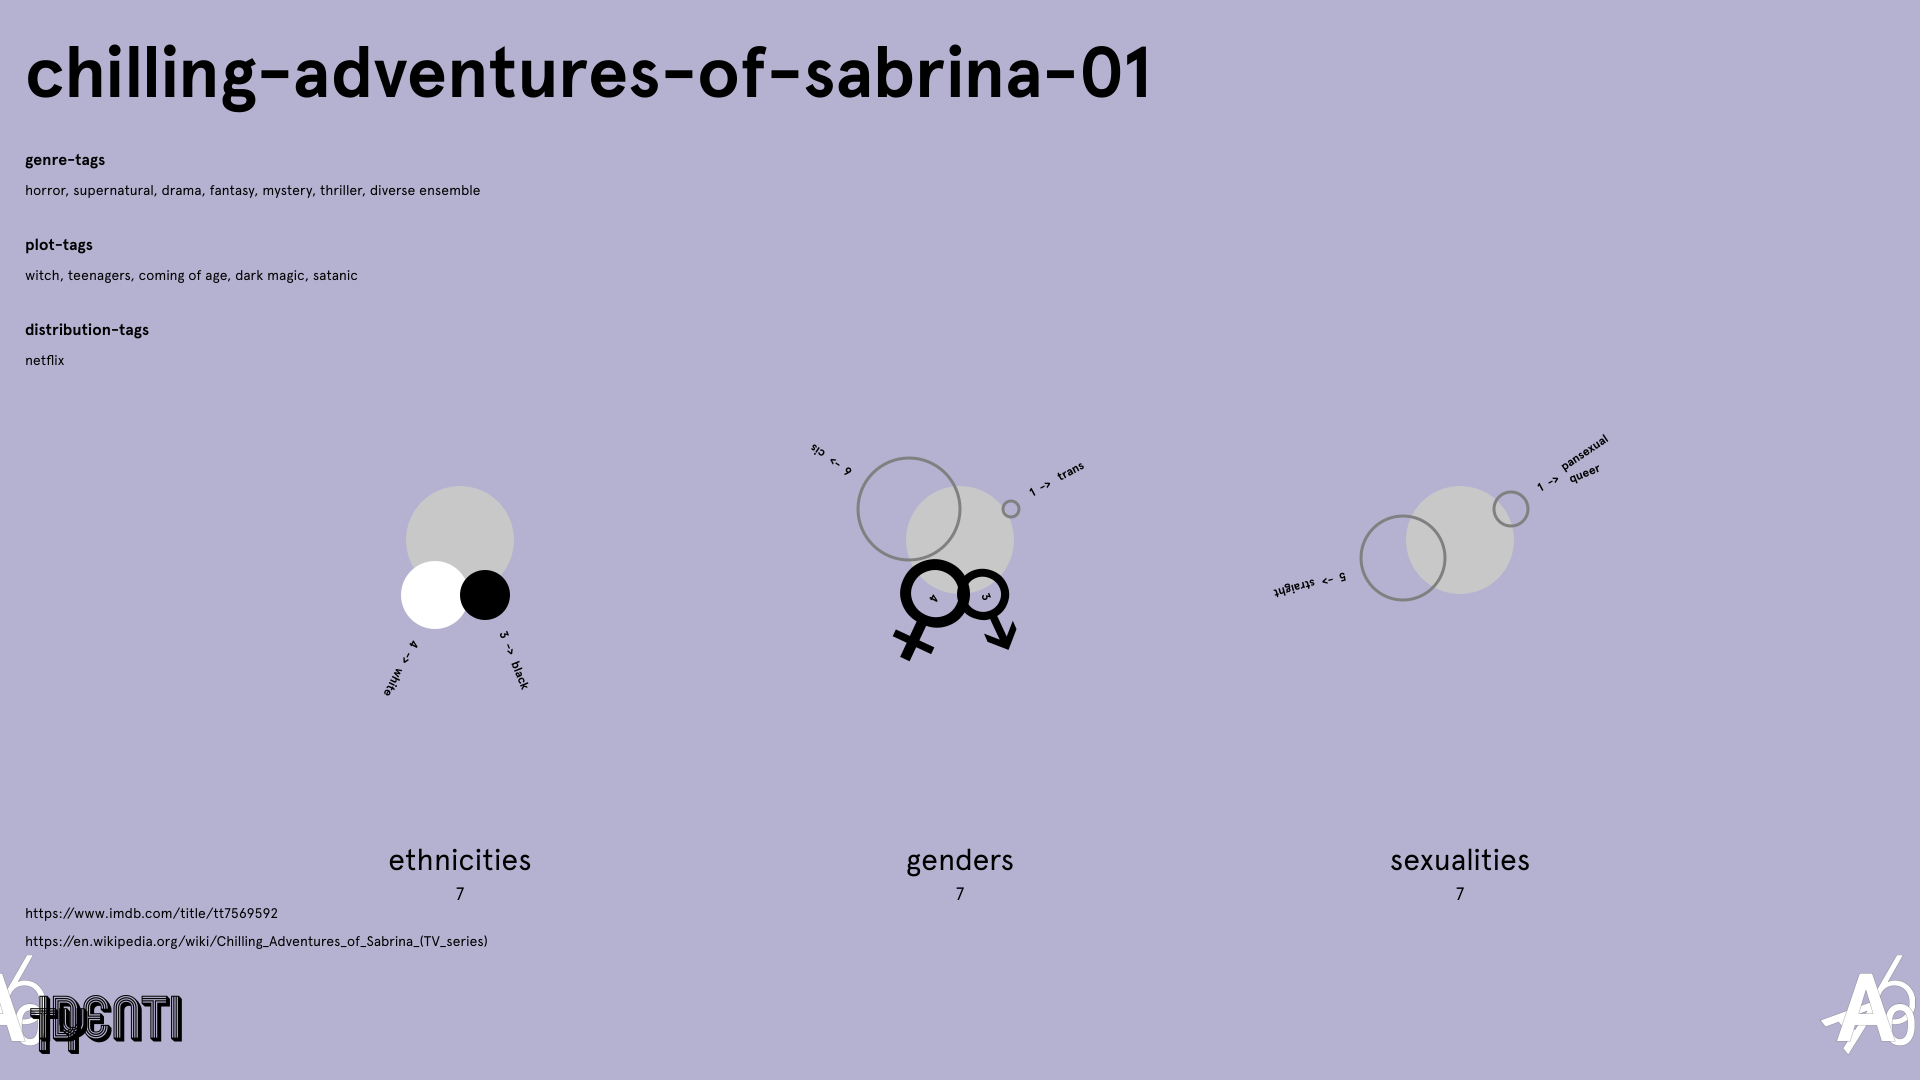 chilling-adventures-of-sabrina-01
genre-tags
horror, supernatural, drama, fantasy, mystery, thriller, diverse ensemble
plot-tags
witch, teenagers, coming of age, dark magic, satanic
distribution-tags
netflix
4 -> white
3 -> black
6 -> cis
1 -> trans
4
3
5 -> straight
1 -> pansexual
queer
ethnicities
7
genders
7
sexualities
7
https://www.imdb.com/title/tt7569592
https://en.wikipedia.org/wiki/Chilling_Adventures_of_Sabrina_(TV_series)
IDENTI